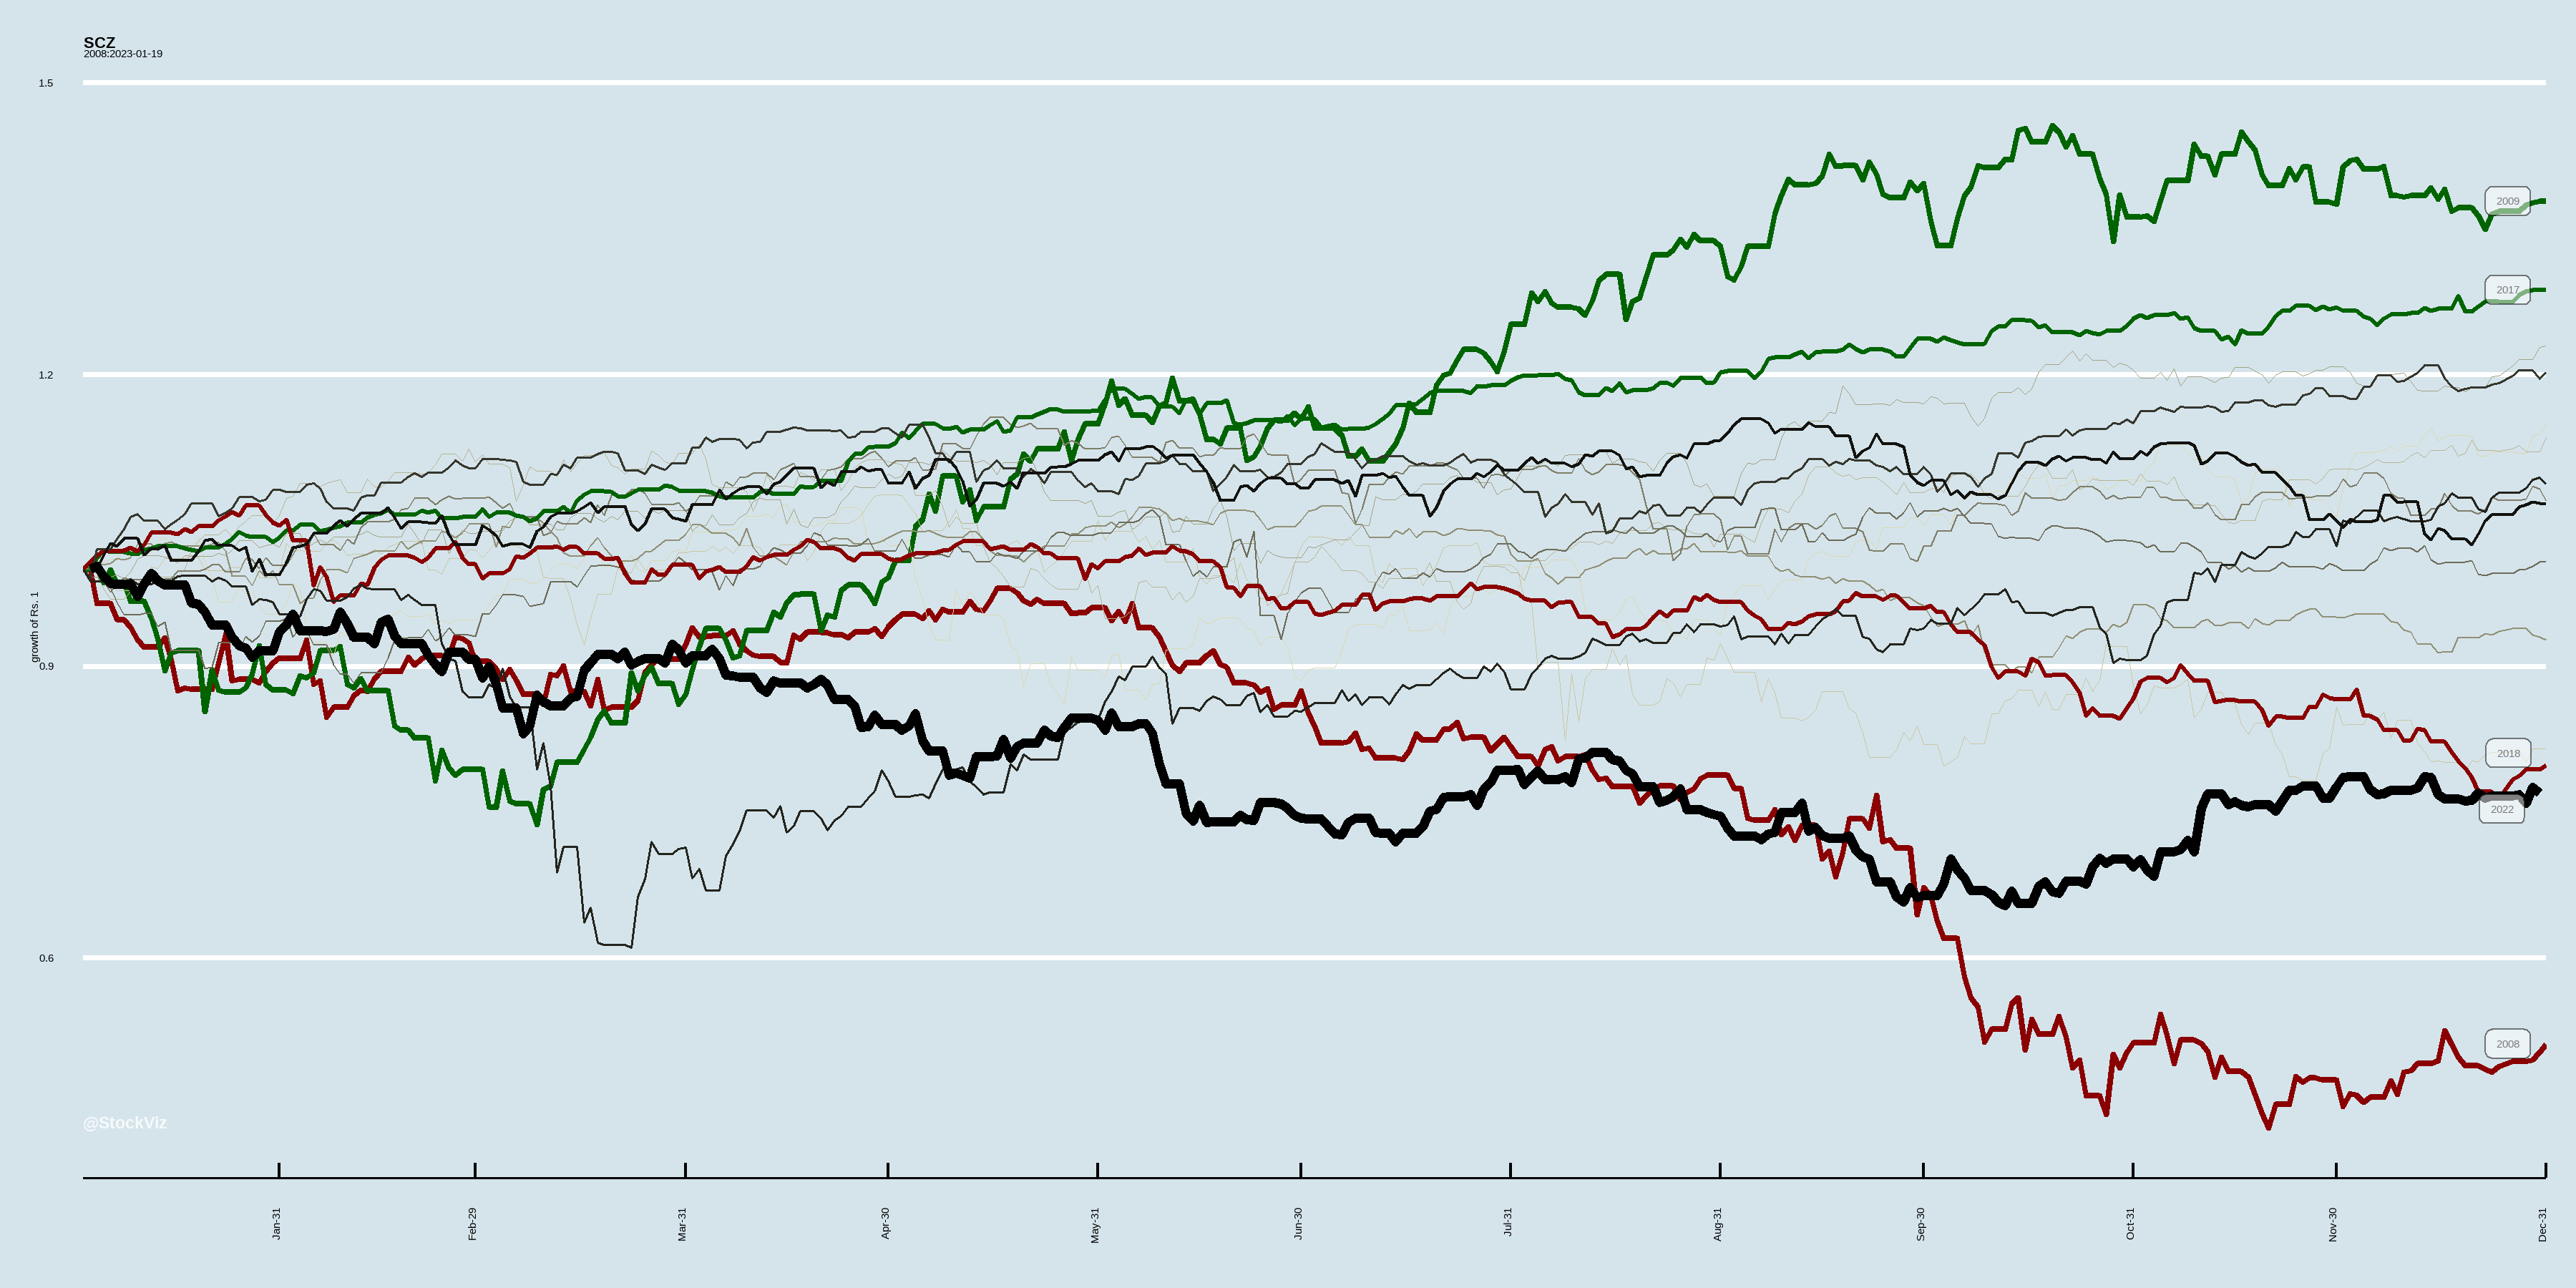 SCZ
2008:2023-01-19
1.5
1.2
0.9
0.6
growth of Rs. 1
2009
2017
2018
2022
2008
@StockViz
Jan-31
Feb-29
Mar-31
Apr-30
May-31
Jun-30
Jul-31
Aug-31
Sep-30
Oct-31
Nov-30
Dec-31